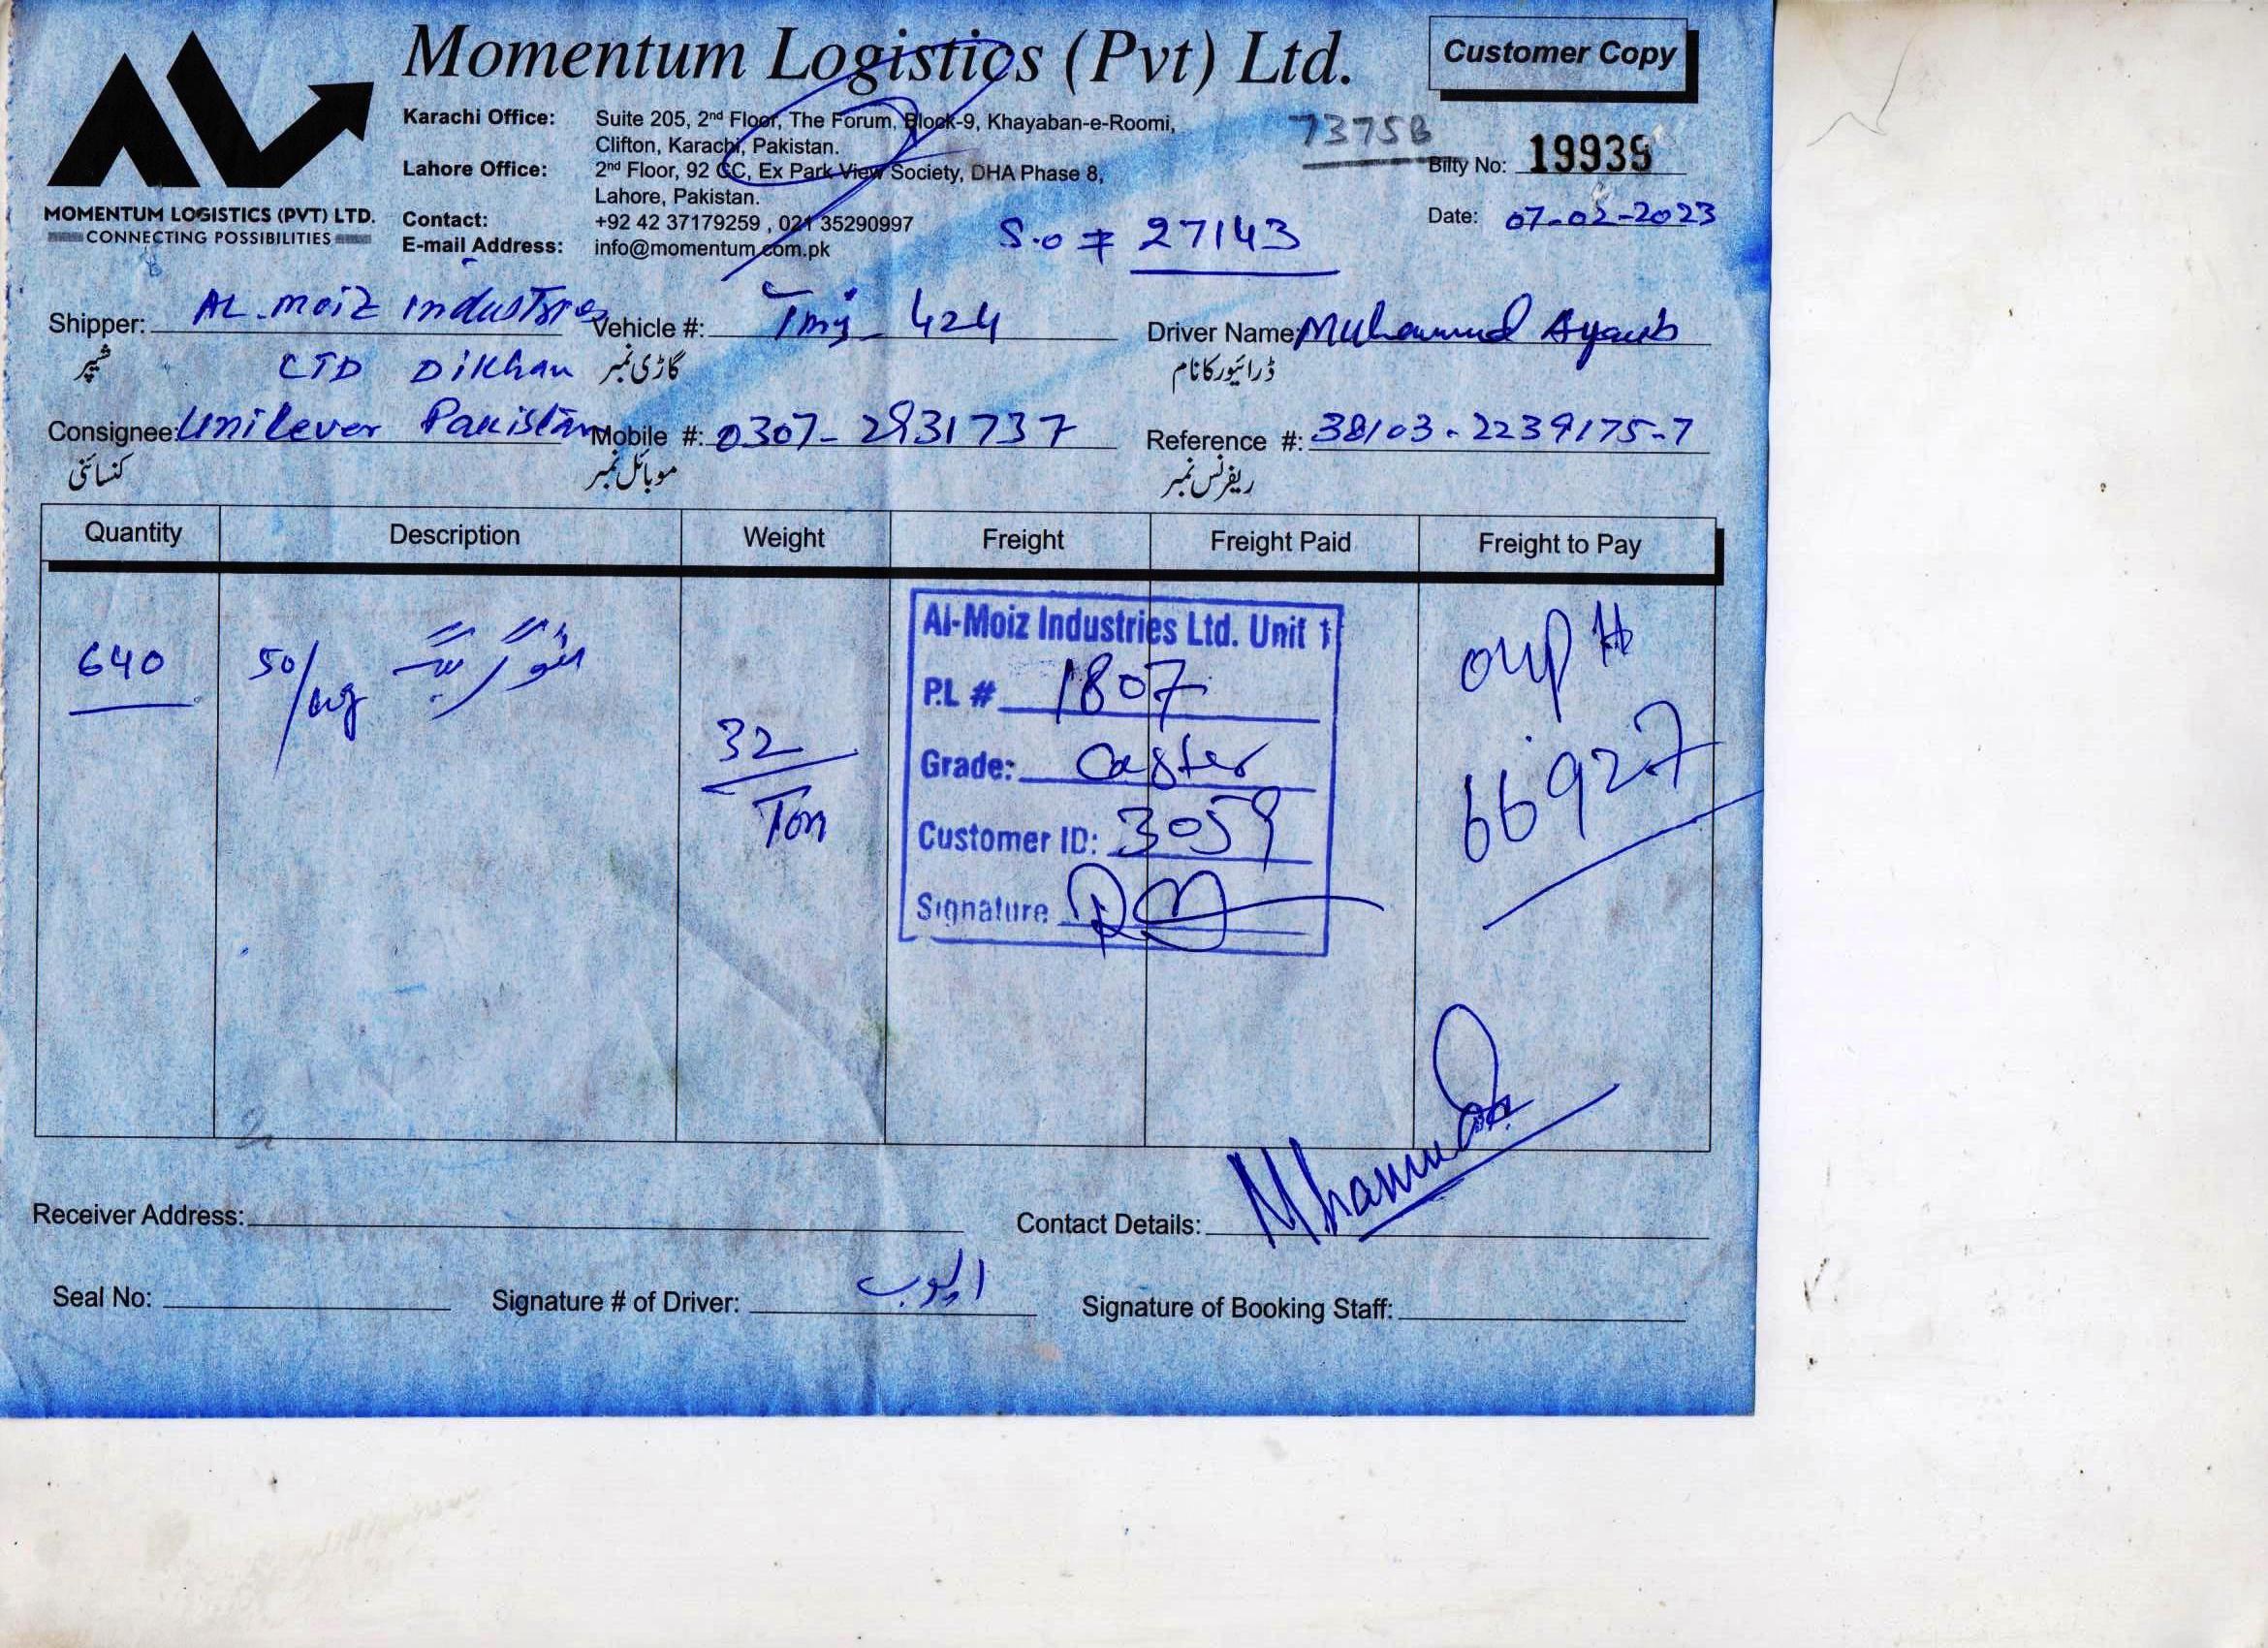 Momentum Logistics (Pvt) Ltd.
Customer Copy
Karachi Office: Suite 205, 2nd Floor, The Forum, Block-9, Khayaban-e-Roomi,
Clifton, Karachi, Pakistan.
Lahore Office: 2nd Floor, 92 CC, Ex Park View Society, DHA Phase 8,
Lahore, Pakistan.
Contact: +92 42 37179259 , 021 35290997
E-mail Address: info@momentum.com.pk
MOMENTUM LOGISTICS (PVT) LTD.
CONNECTING POSSIBILITIES
7375B
Bilty No: 19939
Date: 07-02-2023
S.O # 27143
Shipper: AL-moiz industries Vehicle #: Tmj-424 Driver Name: Muhammad Ayaub
شپر CTD Dikhan گاڑی نمبر ڈرائیور کا نام
Consignee: Unilever Pakistan Mobile #: 0307-2931737 Reference #: 38103-2239175-7
کنسائنی موبائل نمبر ریفرنس نمبر
Quantity Description Weight Freight Freight Paid Freight to Pay
640 50/kg شوگر بیگ
32
Ton
Al-Moiz Industries Ltd. Unit 1
P.L # 1807
Grade: Caster
Customer ID: 3059
Signature
66927
Receiver Address: Contact Details:
Seal No: Signature # of Driver: ایوب Signature of Booking Staff: